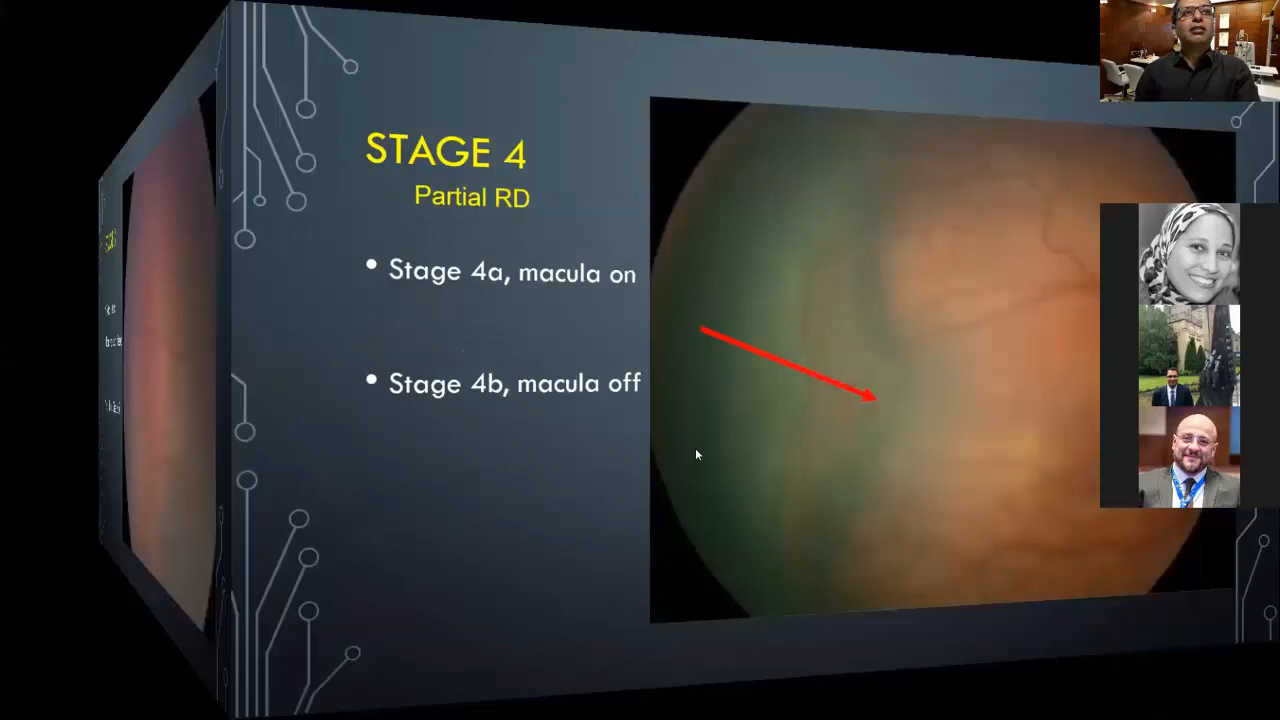 STAGE 4
Partial RD
• Stage 4a, macula on
• Stage 4b, macula off